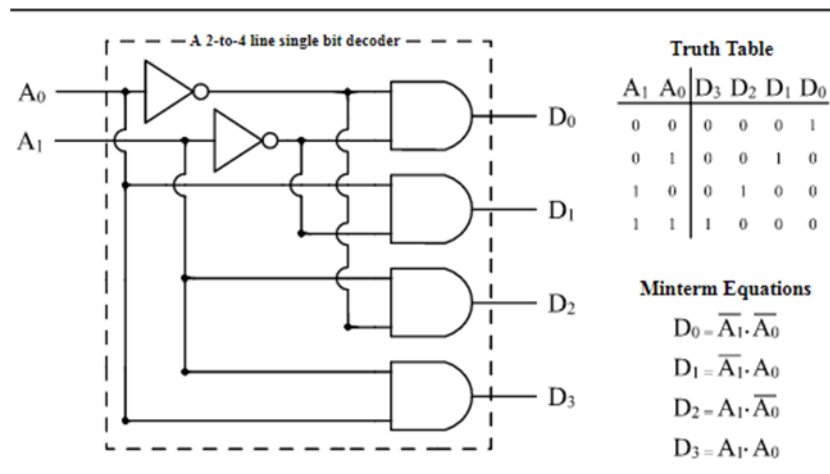 A 2-to-4 line single bit decoder
A₀
A₁
D₀
D₁
D₂
D₃
Truth Table
A₁ A₀ D₃ D₂ D₁ D₀
0 0 0 0 0 1
0 1 0 0 1 0
1 0 0 1 0 0
1 1 1 0 0 0
Minterm Equations
D₀ = A̅₁· A̅₀
D₁ = A̅₁· A₀
D₂ = A₁· A̅₀
D₃ = A₁· A₀